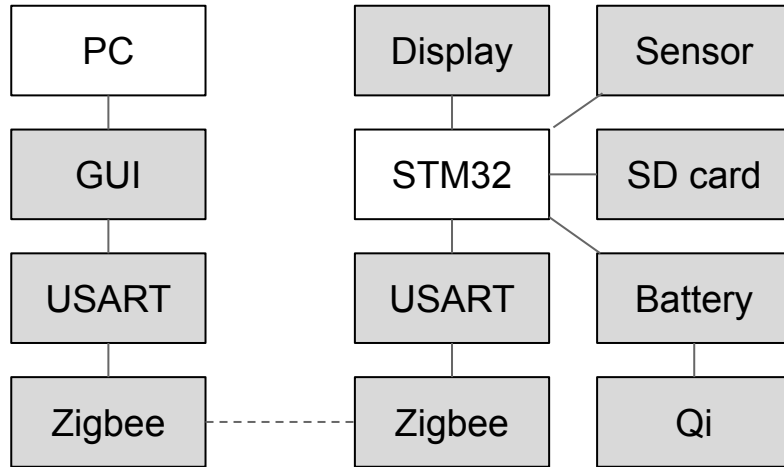 PC
Display
Sensor
GUI
STM32
SD card
USART
USART
Battery
Zigbee
Zigbee
Qi